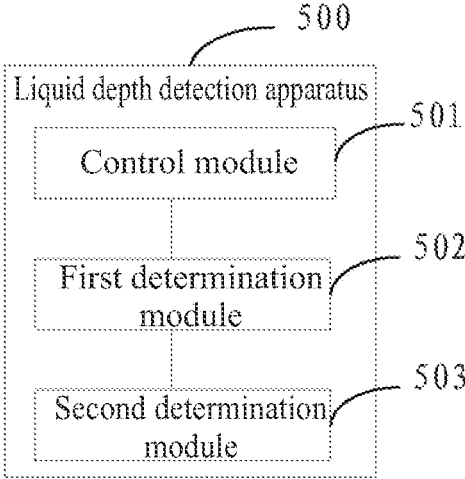 500
Liquid depth detection apparatus
501
Control module
502
First determination
module
503
Second determination
module